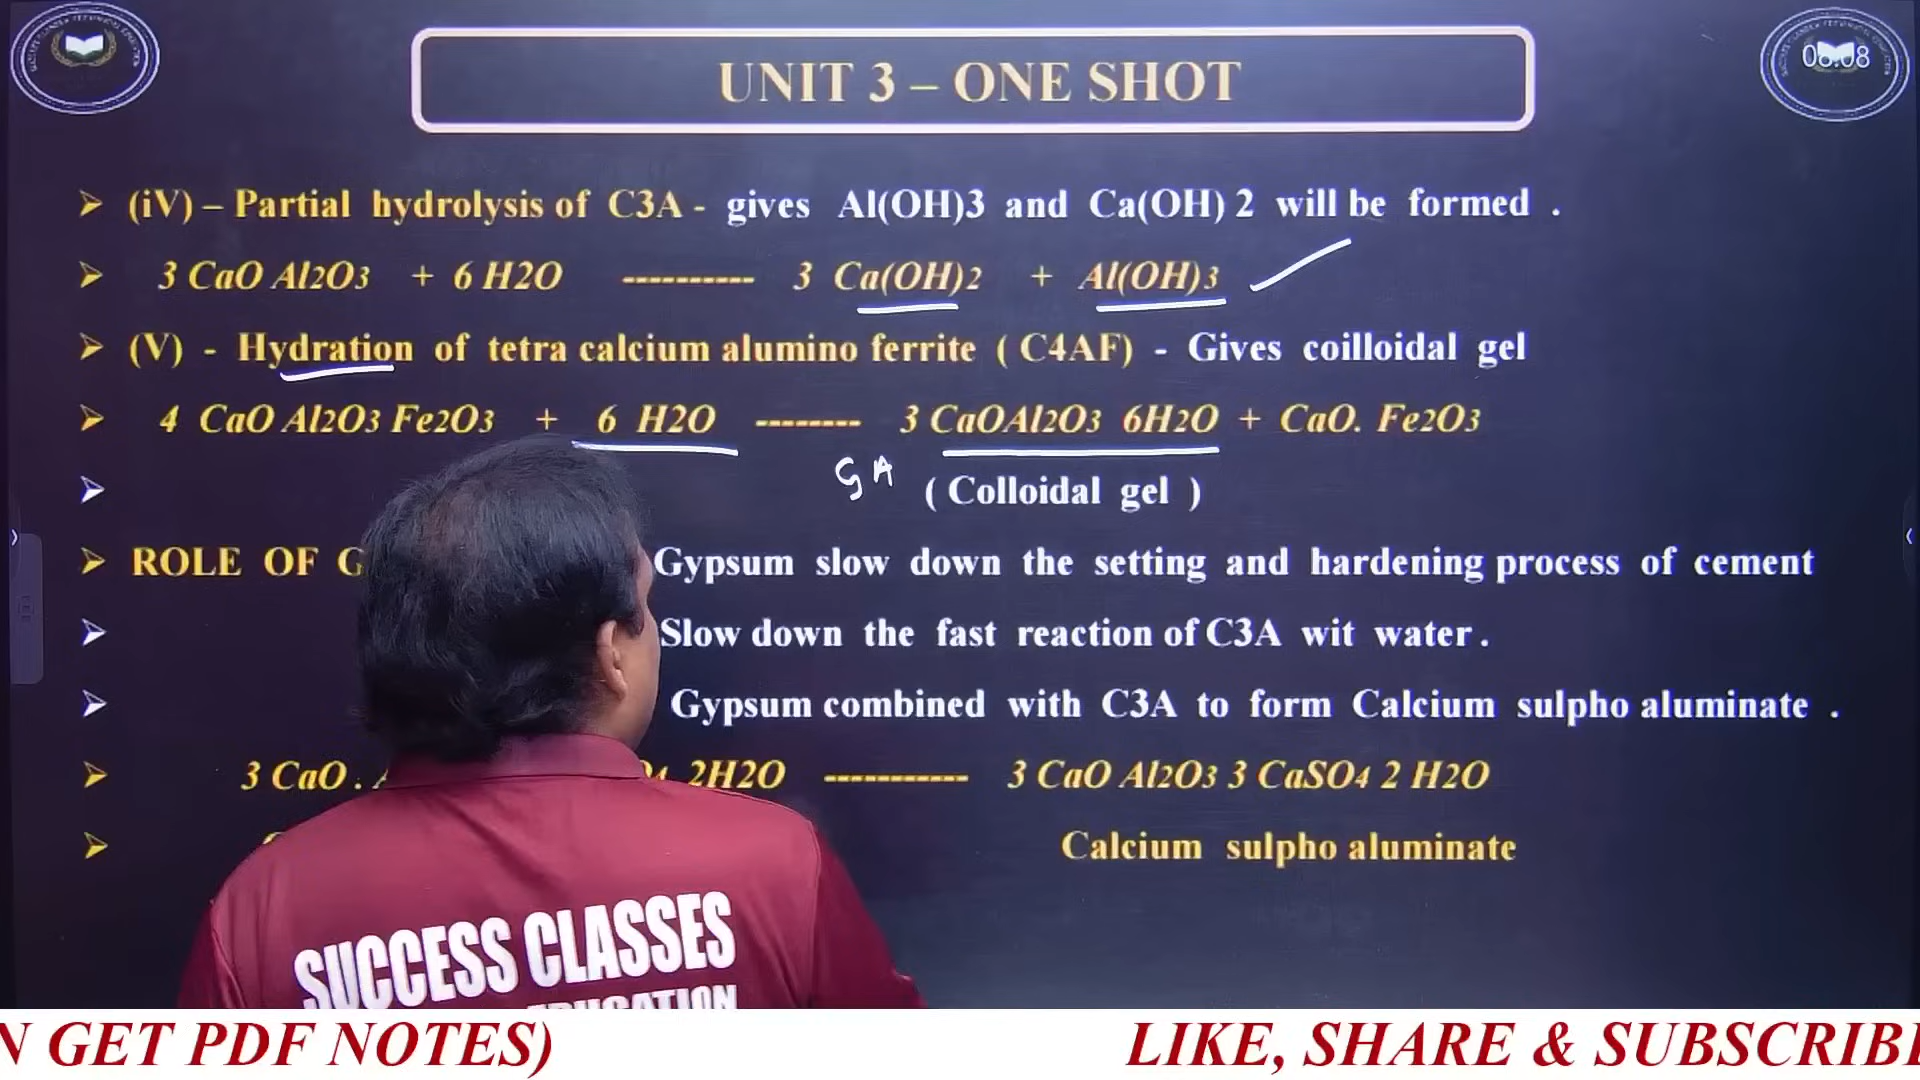 08:08
UNIT 3 – ONE SHOT
(iV) – Partial hydrolysis of C3A - gives Al(OH)3 and Ca(OH) 2 will be formed .
3 CaO Al2O3 + 6 H2O ---------- 3 Ca(OH)2 + Al(OH)3
(V) - Hydration of tetra calcium alumino ferrite ( C4AF) - Gives coilloidal gel
4 CaO Al2O3 Fe2O3 + 6 H2O -------- 3 CaOAl2O3 6H2O + CaO. Fe2O3
( Colloidal gel )
ROLE OF G
Gypsum slow down the setting and hardening process of cement
Slow down the fast reaction of C3A wit water .
Gypsum combined with C3A to form Calcium sulpho aluminate .
3 CaO . 2H2O ----------- 3 CaO Al2O3 3 CaSO4 2 H2O
Calcium sulpho aluminate
SUCCESS CLASSES
N GET PDF NOTES) LIKE, SHARE & SUBSCRIBE